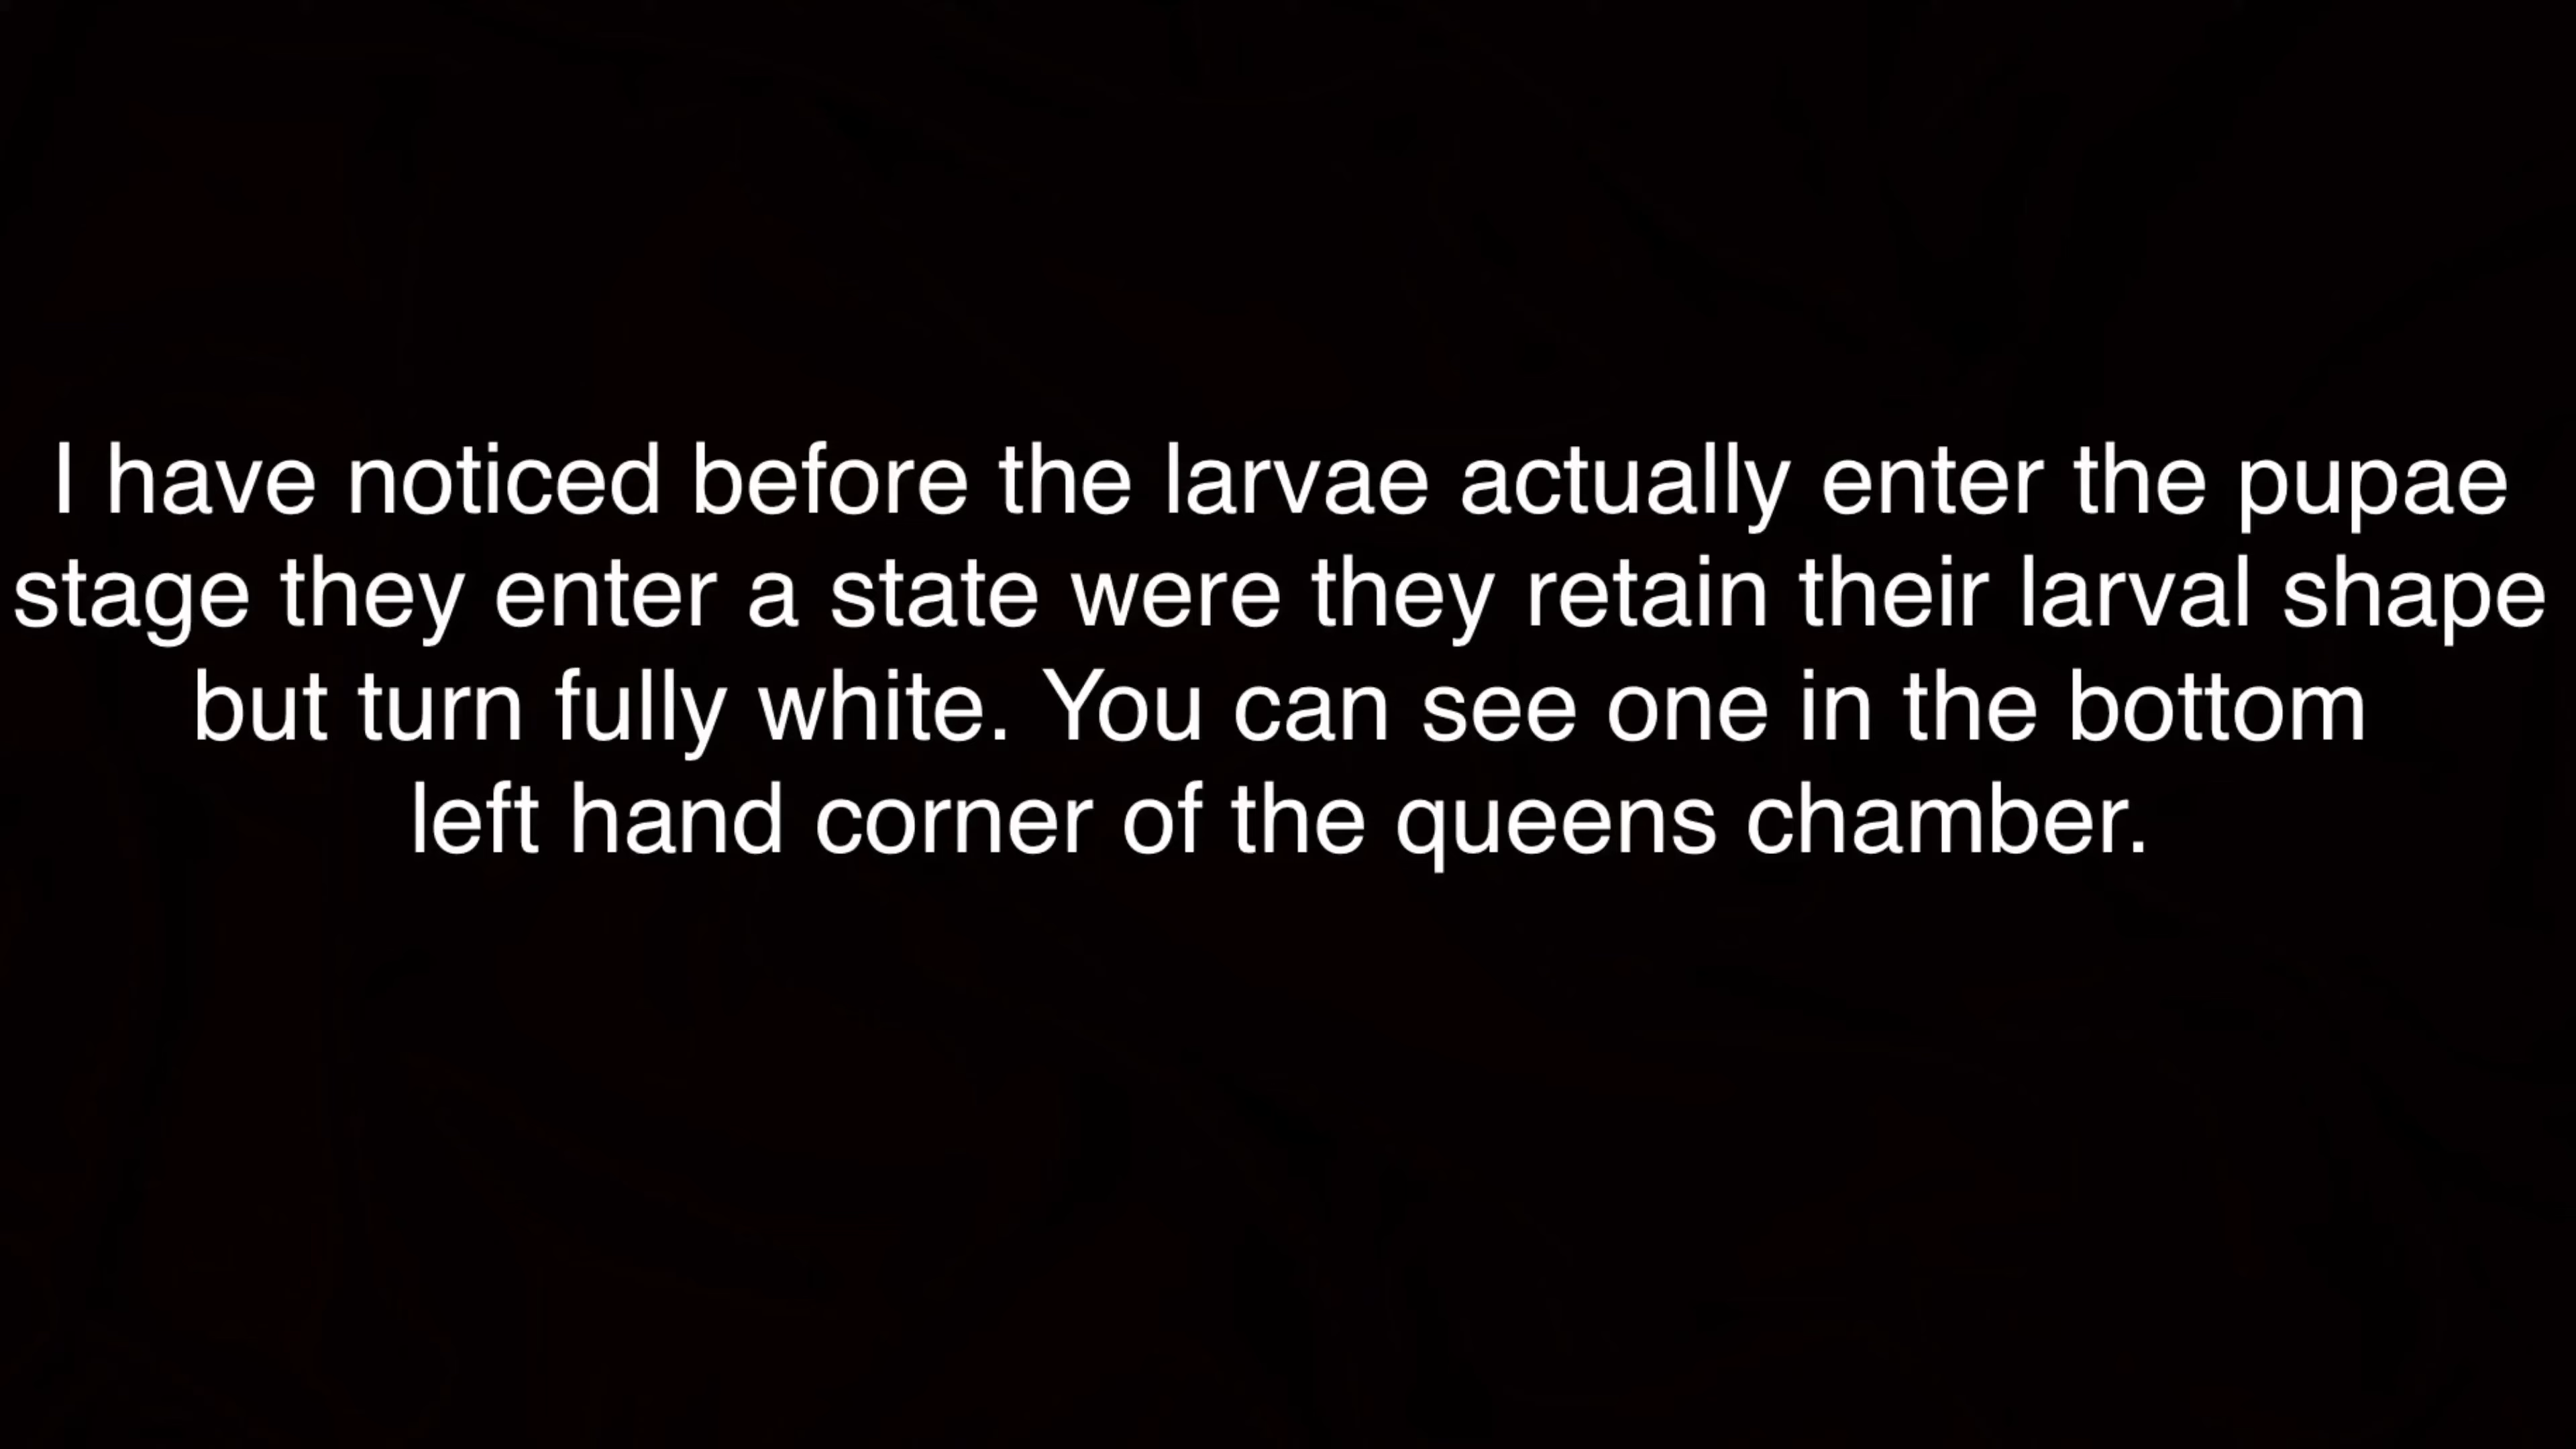 I have noticed before the larvae actually enter the pupae
stage they enter a state were they retain their larval shape
but turn fully white. You can see one in the bottom
left hand corner of the queens chamber.